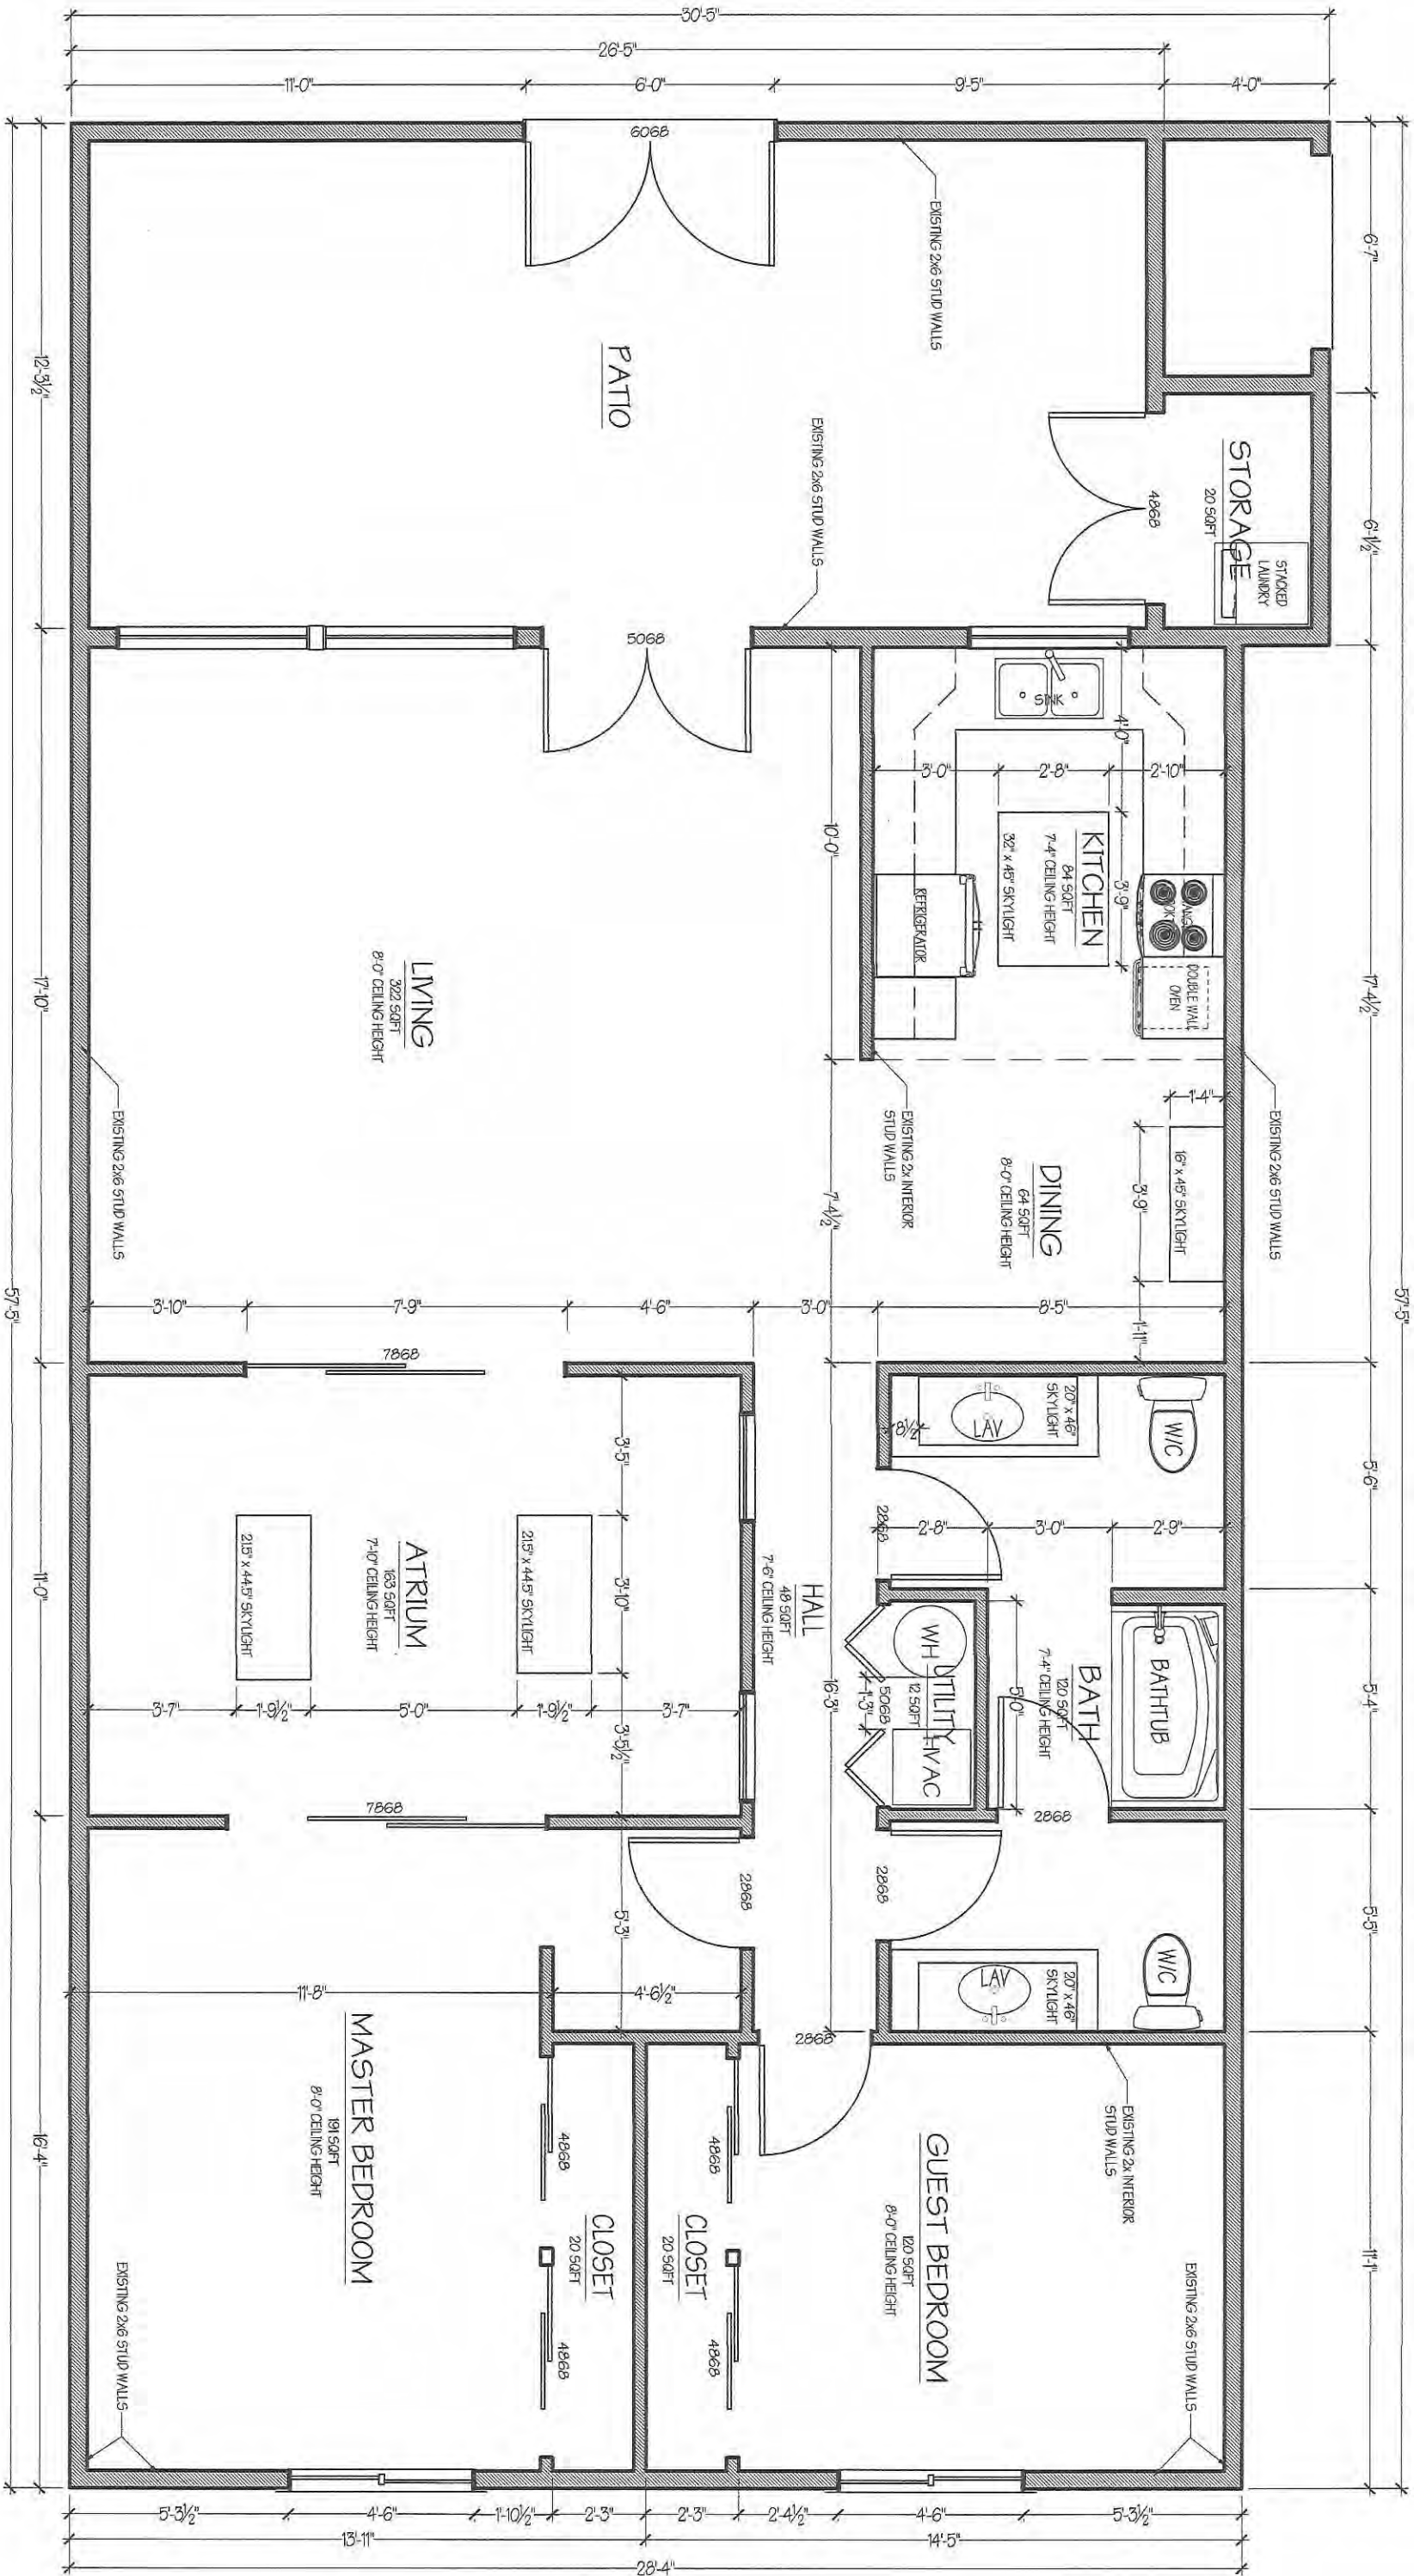 30'-5"
26'-5"
11'-0"
6'-0"
9'-5"
4'-0"
6068
EXISTING 2x6 STUD WALLS
6'-7"
12'-3½"
PATIO
EXISTING 2x6 STUD WALLS
4868
STORAGE
20 SQFT
STACKED
LAUNDRY
6'-1½"
5068
SINK
4'-0"
3'-0"
2'-8"
2'-10"
10'-0"
KITCHEN
84 SQFT
7'-4" CEILING HEIGHT
32" x 45" SKYLIGHT
3'-9"
REFRIGERATOR
DOUBLE WALL
OVEN
17'-4½"
17'-10"
LIVING
322 SQFT
8'-0" CEILING HEIGHT
EXISTING 2x6 STUD WALLS
EXISTING 2x INTERIOR
STUD WALLS
EXISTING 2x6 STUD WALLS
1'-4"
16" x 45" SKYLIGHT
3'-9"
DINING
64 SQFT
8'-0" CEILING HEIGHT
7'-4½"
57'-5"
57'-5"
3'-10"
7'-9"
4'-6"
3'-0"
8'-5"
1'-11"
7868
3'-5"
8½"
LAV
20" x 46"
SKYLIGHT
W/C
5'-6"
2868
2'-8"
3'-0"
2'-9"
11'-0"
21.5" x 44.5" SKYLIGHT
ATRIUM
163 SQFT
7'-10" CEILING HEIGHT
21.5" x 44.5" SKYLIGHT
3'-10"
HALL
48 SQFT
7'-6" CEILING HEIGHT
16'-3"
WH
UTILITY
12 SQFT
HVAC
5068
1'-3"
5'-0"
BATH
120 SQFT
7'-4" CEILING HEIGHT
BATHTUB
5'-4"
3'-7"
1'-9½"
5'-0"
1'-9½"
3'-7"
3'-5½"
7868
2868
2868
2868
5'-3"
LAV
20" x 46"
SKYLIGHT
W/C
5'-5"
11'-8"
4'-6½"
2868
EXISTING 2x INTERIOR
STUD WALLS
MASTER BEDROOM
191 SQFT
8'-0" CEILING HEIGHT
4868
4868
CLOSET
20 SQFT
CLOSET
20 SQFT
4868
4868
GUEST BEDROOM
120 SQFT
8'-0" CEILING HEIGHT
16'-4"
11'-1"
EXISTING 2x6 STUD WALLS
EXISTING 2x6 STUD WALLS
5'-3½"
4'-6"
1'-10½"
2'-3"
2'-3"
2'-4½"
4'-6"
5'-3½"
13'-11"
14'-5"
28'-4"